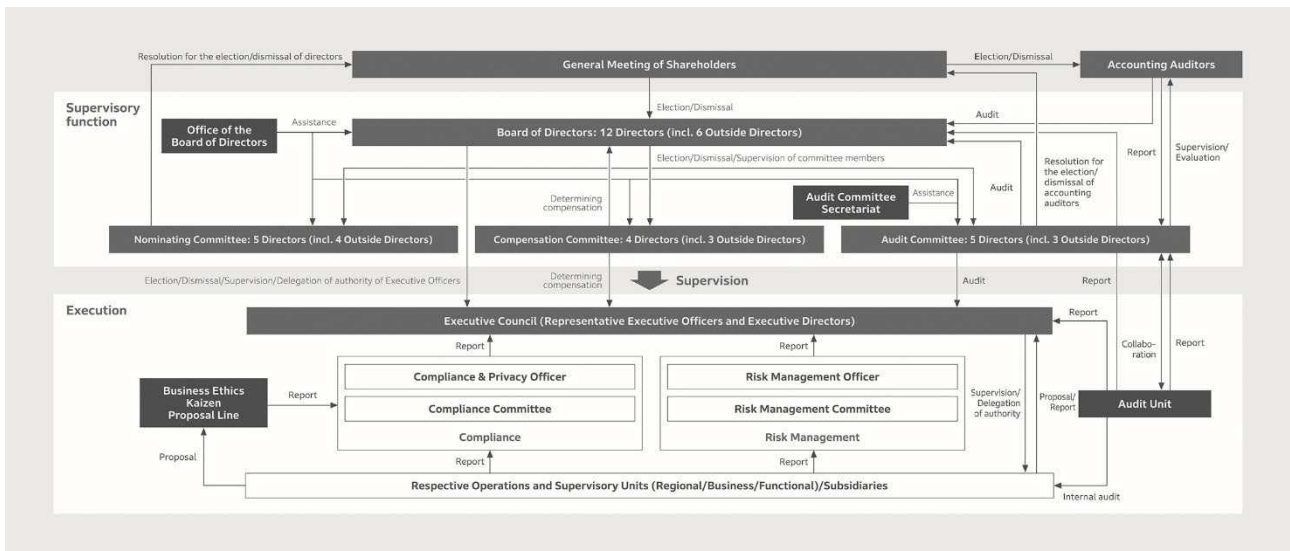 Resolution for the election/dismissal of directors
General Meeting of Shareholders
Election/Dismissal
Accounting Auditors
Supervisory
function
Election/Dismissal
Office of the
Board of Directors
Assistance
Board of Directors: 12 Directors (incl. 6 Outside Directors)
Audit
Election/Dismissal/Supervision of committee members
Determining
compensation
Audit Committee
Secretariat
Assistance
Audit
Resolution for
the election/
dismissal of
accounting
auditors
Report
Supervision/
Evaluation
Nominating Committee: 5 Directors (incl. 4 Outside Directors)
Compensation Committee: 4 Directors (incl. 3 Outside Directors)
Audit Committee: 5 Directors (incl. 3 Outside Directors)
Election/Dismissal/Supervision/Delegation of authority of Executive Officers
Determining
compensation
Supervision
Audit
Report
Execution
Executive Council (Representative Executive Officers and Executive Directors)
Report
Report
Report
Collabo-
ration
Report
Business Ethics
Kaizen
Proposal Line
Report
Compliance & Privacy Officer
Compliance Committee
Compliance
Risk Management Officer
Risk Management Committee
Risk Management
Supervision/
Delegation
of authority
Proposal/
Report
Audit Unit
Proposal
Report
Report
Respective Operations and Supervisory Units (Regional/Business/Functional)/Subsidiaries
Internal audit